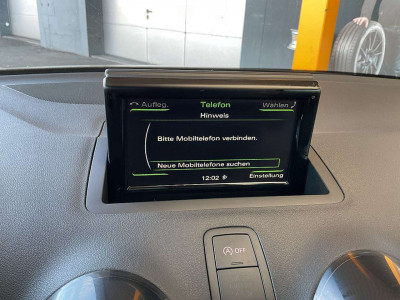 Aufleg. Telefon Wählen
Hinweis
Bitte Mobiltelefon verbinden.
Neue Mobiltelefone suchen
12:02 Einstellung
A OFF